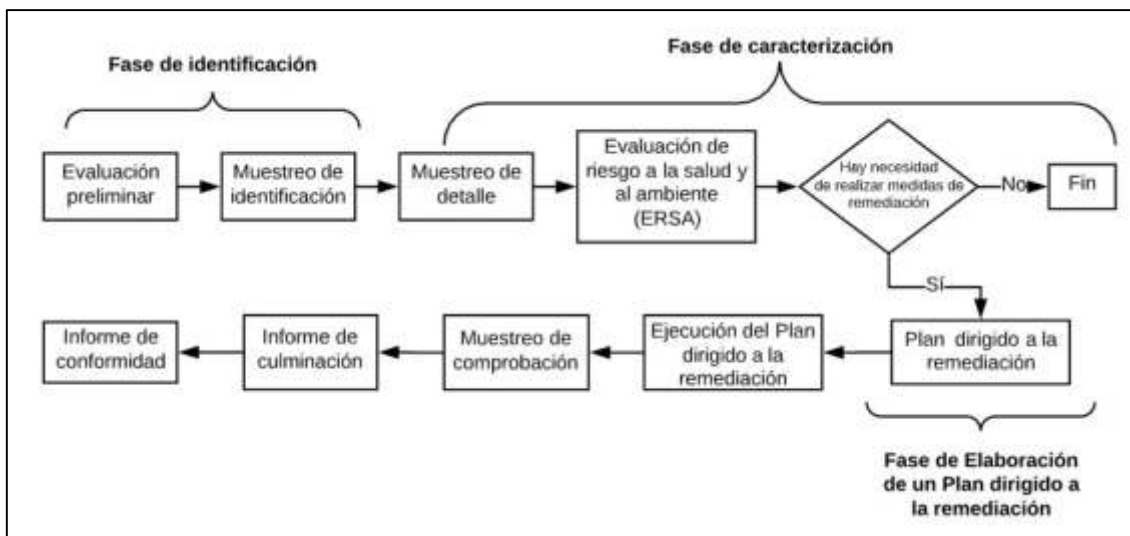 Fase de identificación
Fase de caracterización
Evaluación
preliminar
Muestreo de
identificación
Muestreo de
detalle
Evaluación de
riesgo a la salud y
al ambiente
(ERSA)
Hay necesidad
de realizar medidas de
remediación
No
Fin
Sí
Informe de
conformidad
Informe de
culminación
Muestreo de
comprobación
Ejecución del Plan
dirigido a la
remediación
Plan dirigido a la
remediación
Fase de Elaboración
de un Plan dirigido a
la remediación